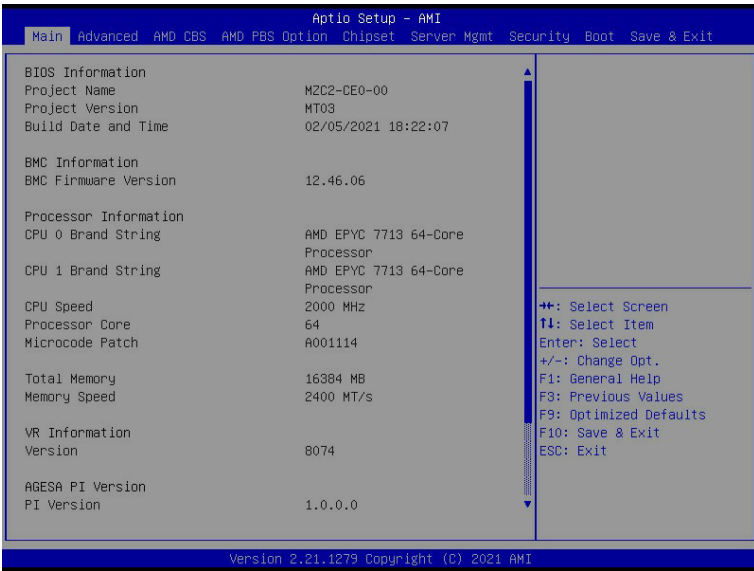 Aptio Setup – AMI
Main Advanced AMD CBS AMD PBS Option Chipset Server Mgmt Security Boot Save & Exit
BIOS Information
Project Name MZC2-CE0-00
Project Version MT03
Build Date and Time 02/05/2021 18:22:07
BMC Information
BMC Firmware Version 12.46.06
Processor Information
CPU 0 Brand String AMD EPYC 7713 64-Core
Processor
CPU 1 Brand String AMD EPYC 7713 64-Core
Processor
CPU Speed 2000 MHz
Processor Core 64
Microcode Patch A001114
Total Memory 16384 MB
Memory Speed 2400 MT/s
VR Information
Version 8074
AGESA PI Version
PI Version 1.0.0.0
→←: Select Screen
↑↓: Select Item
Enter: Select
+/-: Change Opt.
F1: General Help
F3: Previous Values
F9: Optimized Defaults
F10: Save & Exit
ESC: Exit
Version 2.21.1279 Copyright (C) 2021 AMI